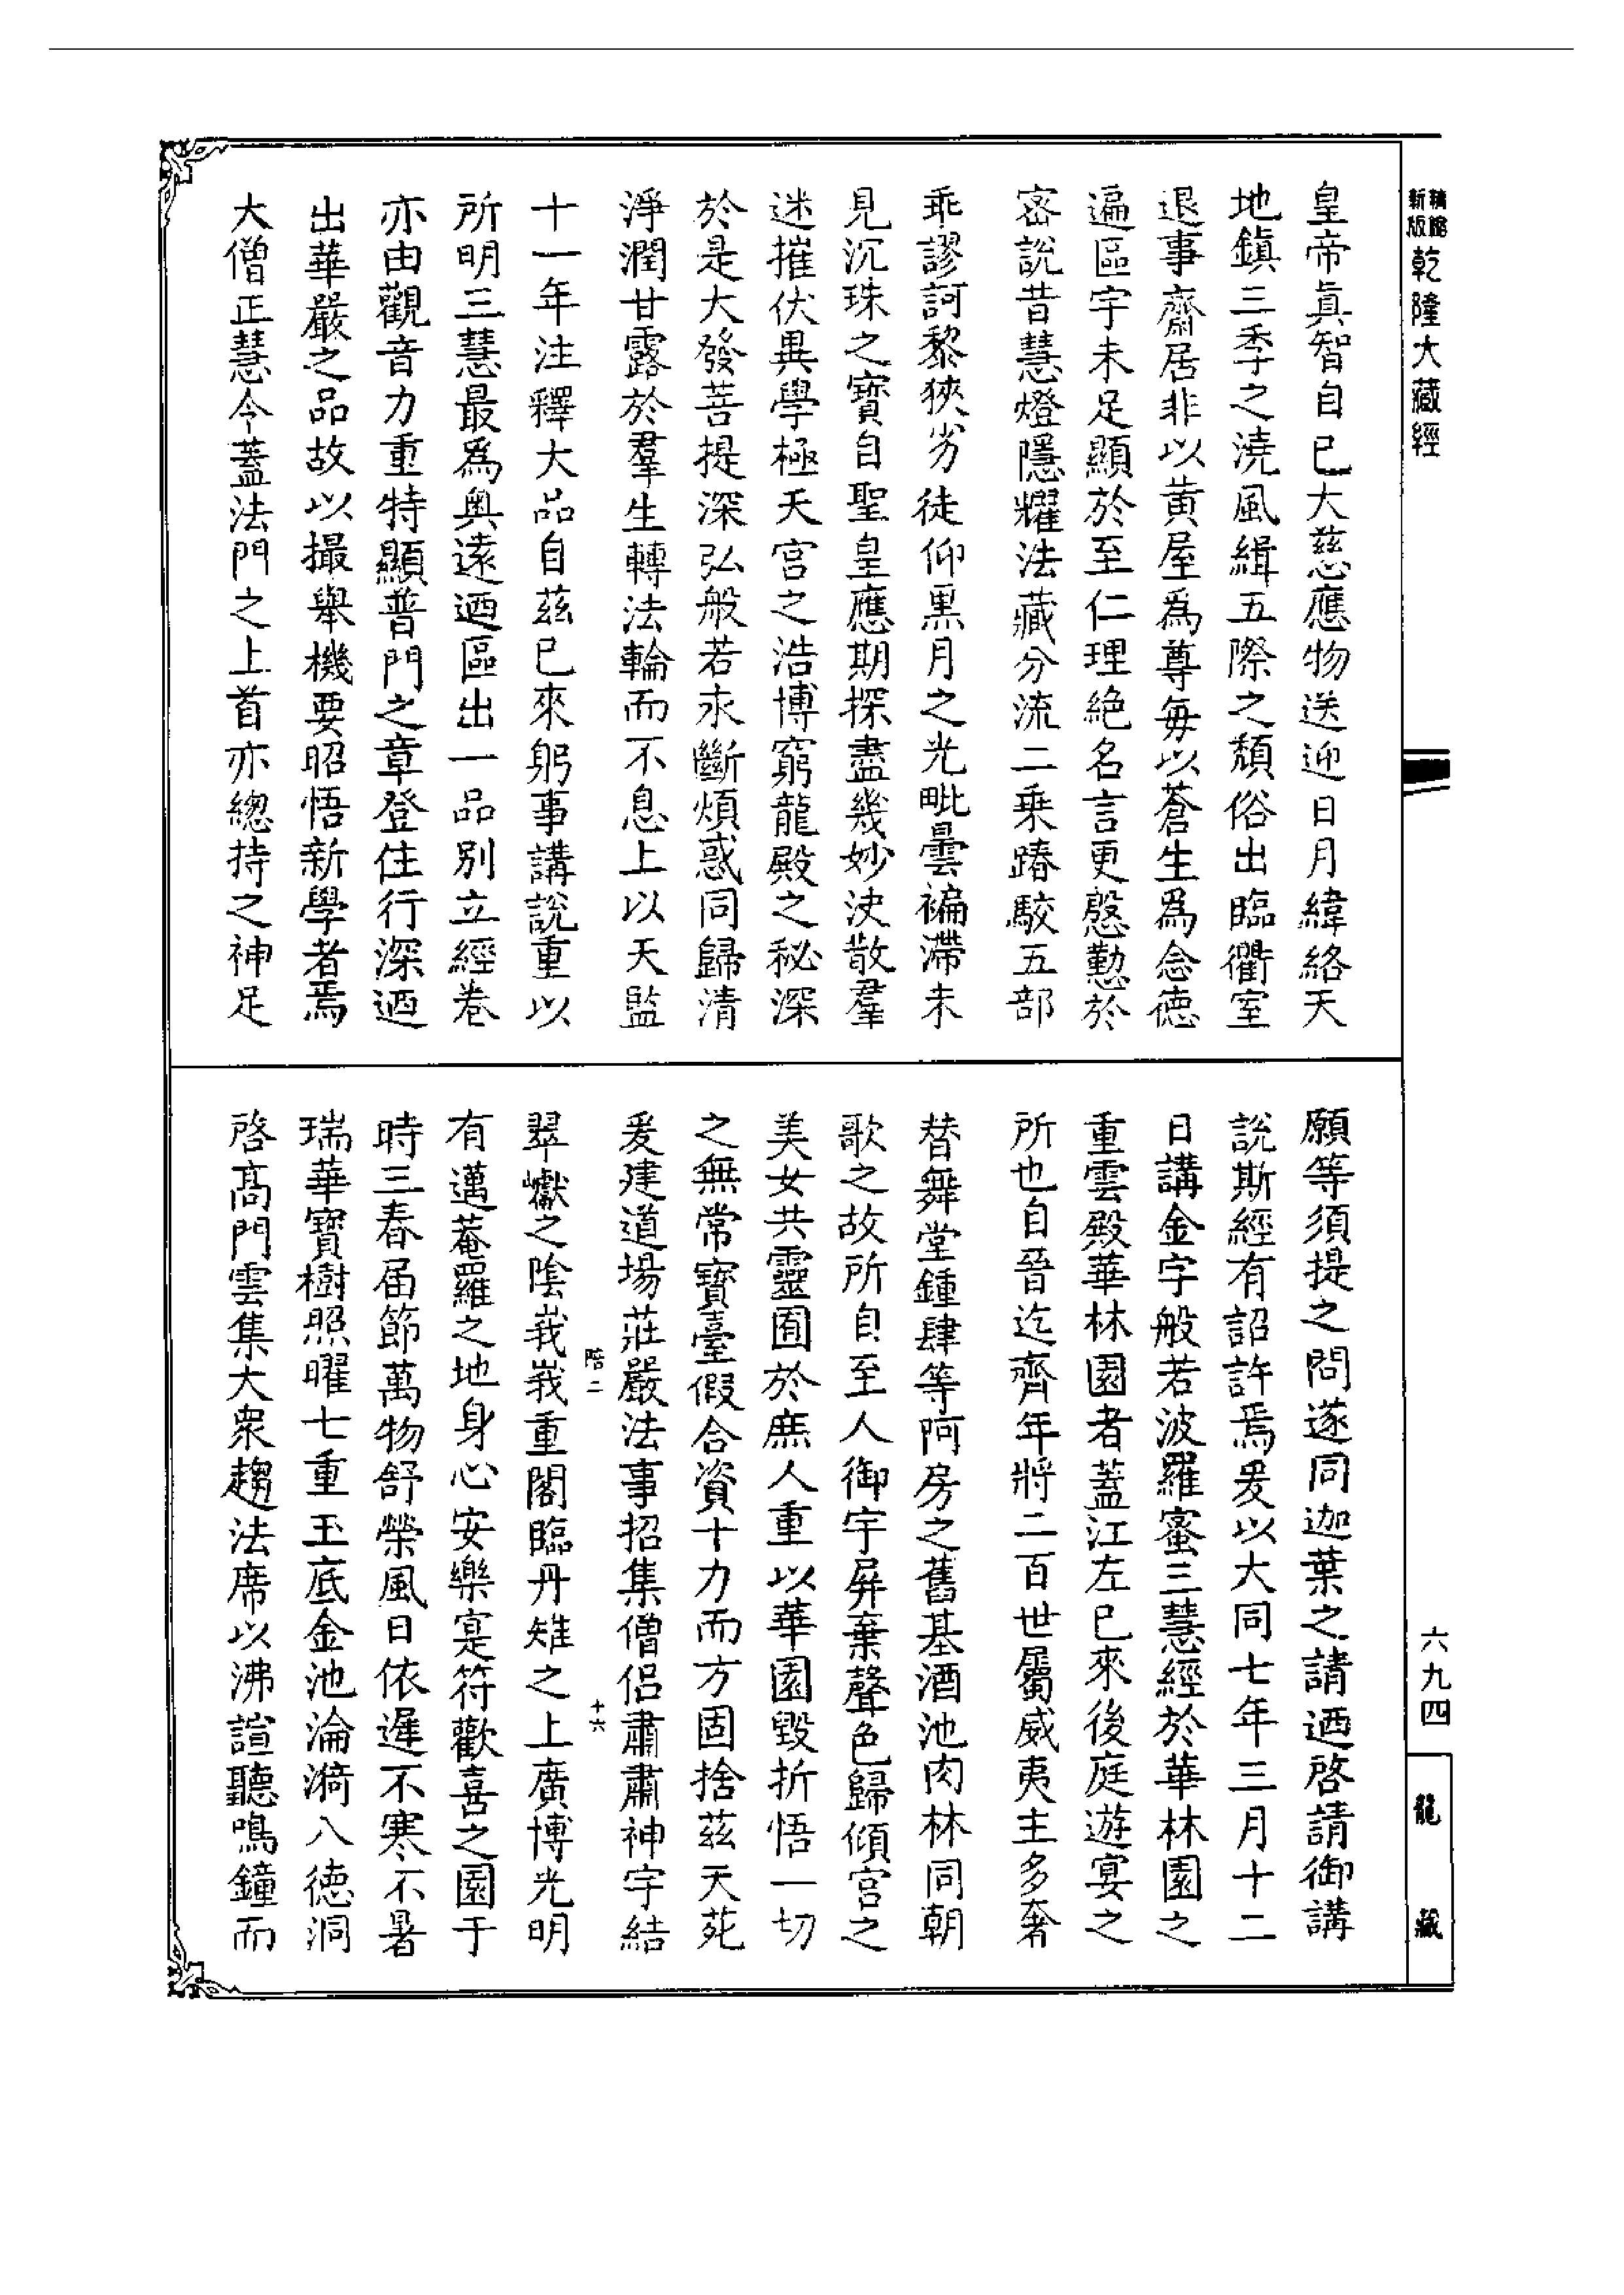 精縮新版
乾隆大藏經
皇帝眞智自已大慈應物送迎日月緯絡天
地鎭三季之澆風緝五際之頹俗出臨衢室
退事齋居非以黃屋爲尊每以蒼生爲念德
遍區宇未足顯於至仁理絶名言更慇懃於
密說昔慧燈隱耀法藏分流二乗踳駮五部
乖謬訶黎狹劣徒仰黒月之光毗曇褊滯未
見沉珠之寶自聖皇應期探盡幾妙決散羣
迷摧伏異學極天宮之浩博窮龍殿之秘深
於是大發菩提深弘般若永斷煩惑同歸清
淨潤甘露於羣生轉法輪而不息上以天監
十一年注釋大品自茲已來躬事講說重以
所明三慧最爲奥遠迺區出一品别立經卷
亦由觀音力重特顯普門之章登住行深迺
出華嚴之品故以撮舉機要昭悟新學者焉
大僧正慧令蓋法門之上首亦總持之神足
願等須提之問遂同迦葉之請迺啓請御講
說斯經有詔許焉爰以大同七年三月十二
日講金字般若波羅蜜三慧經於華林園之
重雲殿華林園者蓋江左已來後庭遊宴之
所也自晉迄齊年將二百世屬威夷主多奢
替舞堂鍾肆等阿房之舊基酒池肉林同朝
歌之故所自至人御宇屏棄聲色歸傾宮之
美女共靈囿於庶人重以華園毀折悟一切
之無常寶臺假合資十力而方固捨茲天苑
爰建道場莊嚴法事招集僧侶肅肅神宇結
翠巘之陰峩峩重閣臨丹雉之上廣博光明
有邁菴羅之地身心安樂寔符歡喜之園于
時三春届節萬物舒榮風日依遲不寒不暑
瑞華寶樹照曜七重玉底金池淪漪八德洞
啓高門雲集大衆趨法席以沸諠聽鳴鐘而
陪二
十六
六九四
龍藏